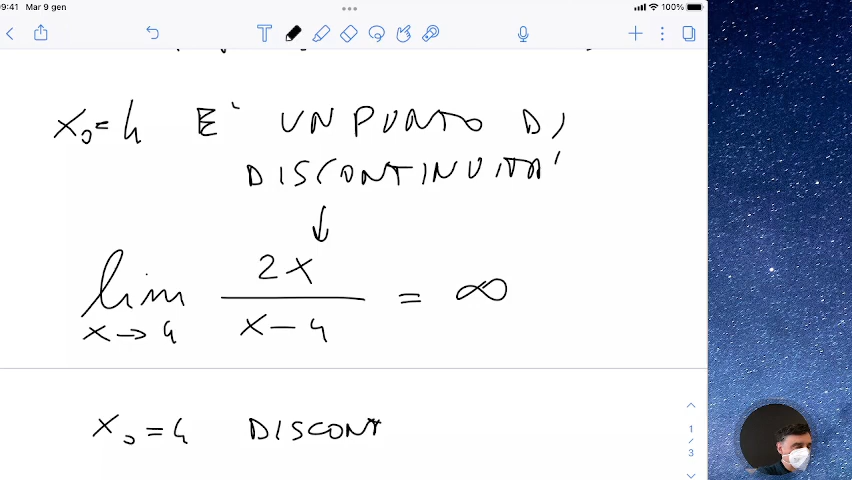 09:41 Mar 9 gen
100%
T
x₀=4 E' UN PUNTO DI
DISCONTINUITA'
↓
lim x→4 2x/(x-4) = ∞
x₀=4 DISCONT
1
/
3